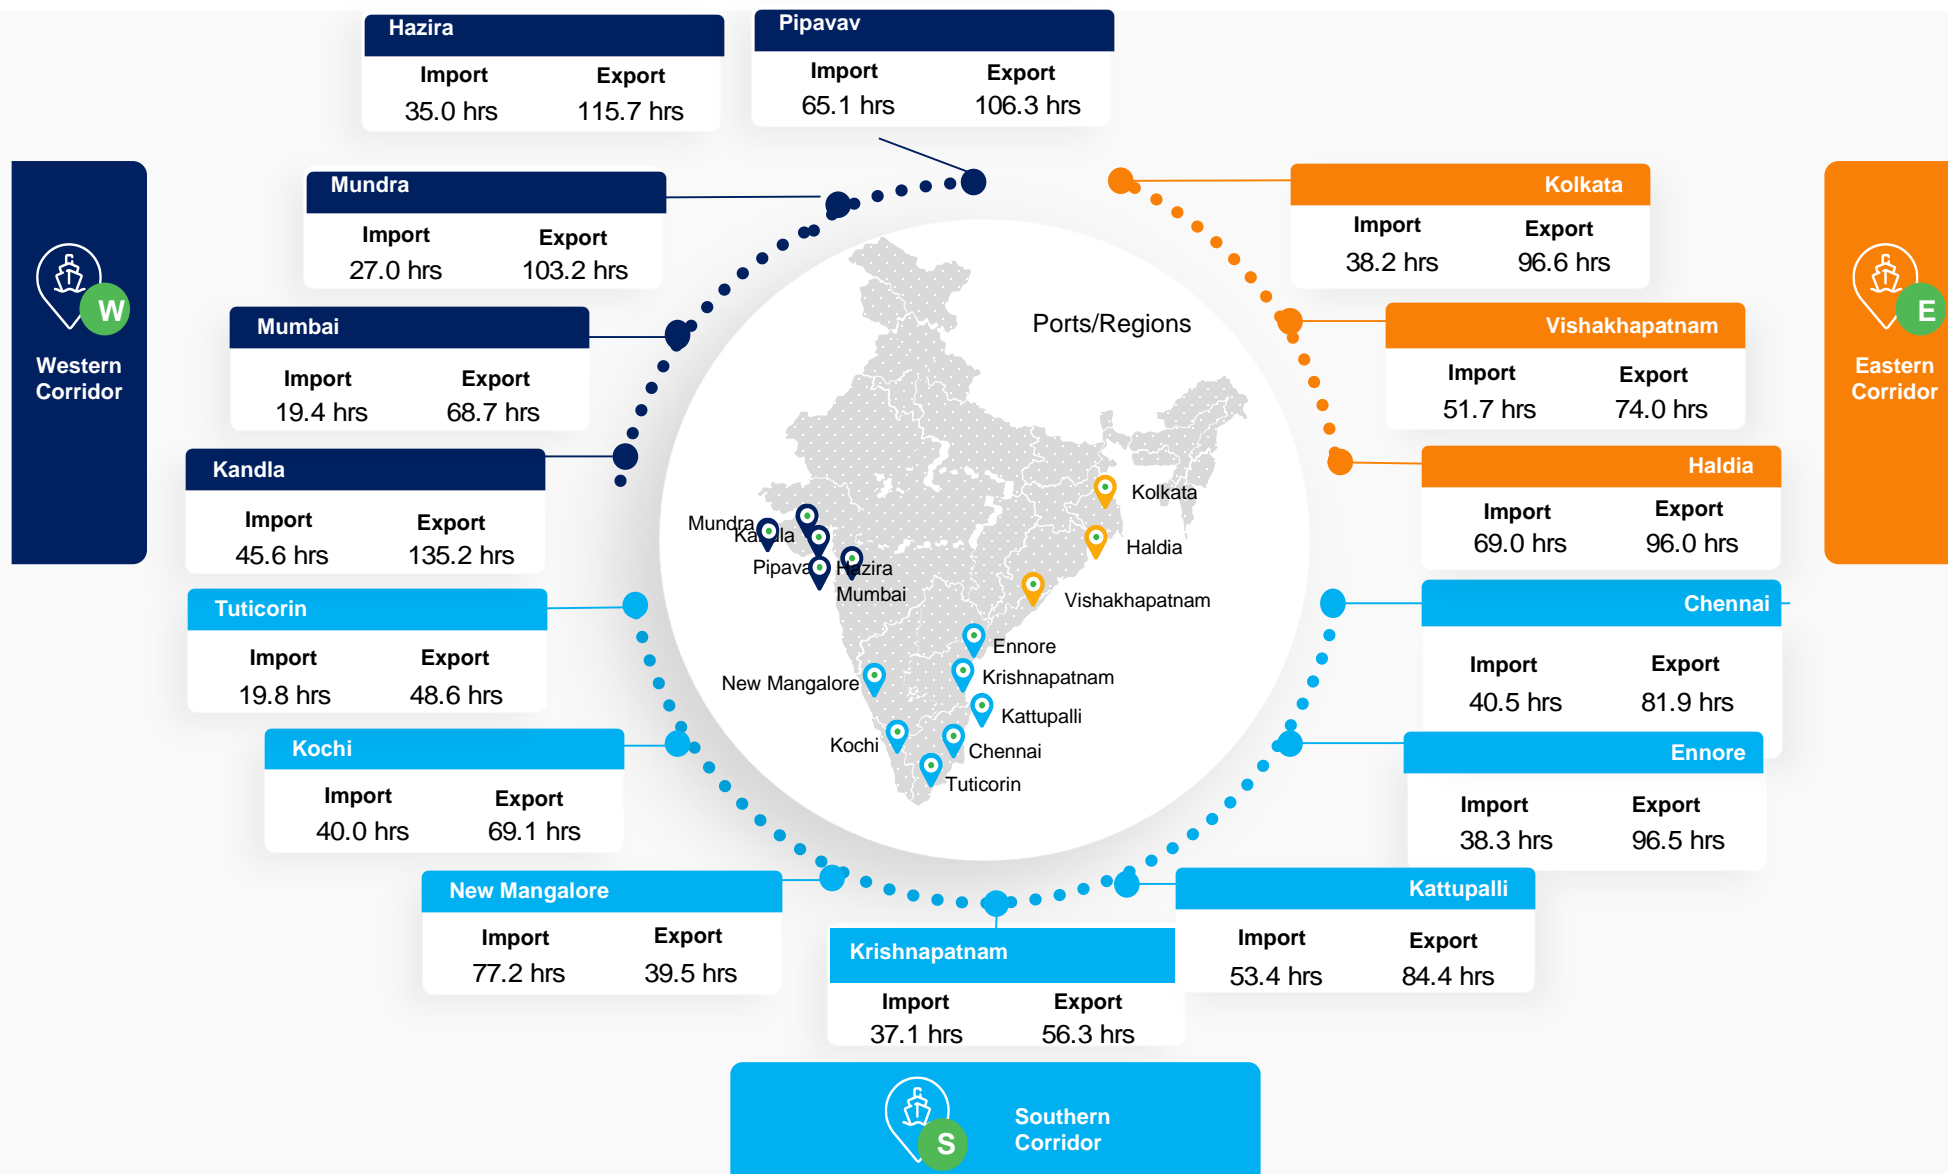 Hazira
Import Export
35.0 hrs 115.7 hrs
Pipavav
Import Export
65.1 hrs 106.3 hrs
Mundra
Import Export
27.0 hrs 103.2 hrs
Kolkata
Import Export
38.2 hrs 96.6 hrs
W
Western
Corridor
Mumbai
Import Export
19.4 hrs 68.7 hrs
Ports/Regions
Vishakhapatnam
Import Export
51.7 hrs 74.0 hrs
E
Eastern
Corridor
Kandla
Import Export
45.6 hrs 135.2 hrs
Haldia
Import Export
69.0 hrs 96.0 hrs
Kolkata
Mundra
Kandla
Haldia
Pipava
Hazira
Mumbai
Vishakhapatnam
Ennore
Krishnapatnam
New Mangalore
Kattupalli
Kochi
Chennai
Tuticorin
Tuticorin
Import Export
19.8 hrs 48.6 hrs
Chennai
Import Export
40.5 hrs 81.9 hrs
Kochi
Import Export
40.0 hrs 69.1 hrs
Ennore
Import Export
38.3 hrs 96.5 hrs
New Mangalore
Import Export
77.2 hrs 39.5 hrs
Kattupalli
Import Export
53.4 hrs 84.4 hrs
Krishnapatnam
Import Export
37.1 hrs 56.3 hrs
S
Southern
Corridor